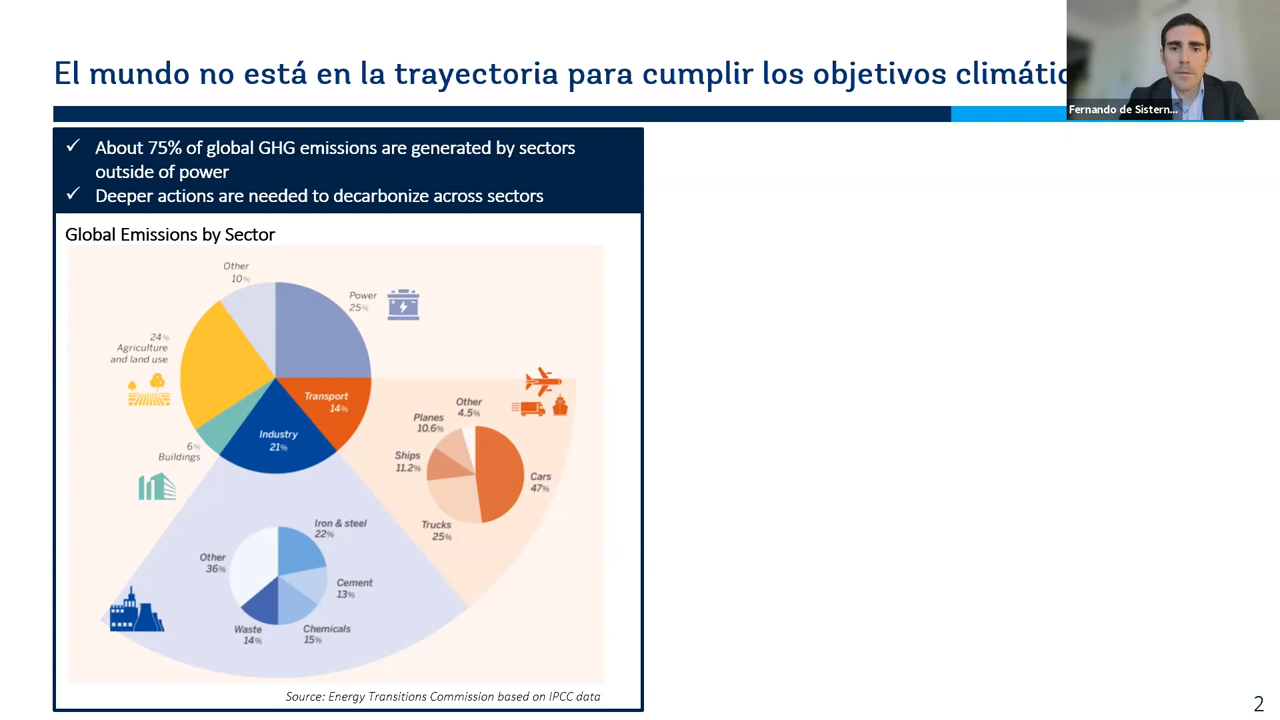 El mundo no está en la trayectoria para cumplir los objetivos
Fernando de Sistern...
✓ About 75% of global GHG emissions are generated by sectors
outside of power
✓ Deeper actions are needed to decarbonize across sectors
Global Emissions by Sector
Other
10%
Power
25%
24%
Agriculture
and land use
Transport
14%
Industry
21%
6%
Buildings
Other
4.5%
Planes
10.6%
Ships
11.2%
Cars
47%
Trucks
25%
Iron & steel
22%
Other
36%
Cement
13%
Waste
14%
Chemicals
15%
Source: Energy Transitions Commission based on IPCC data
2